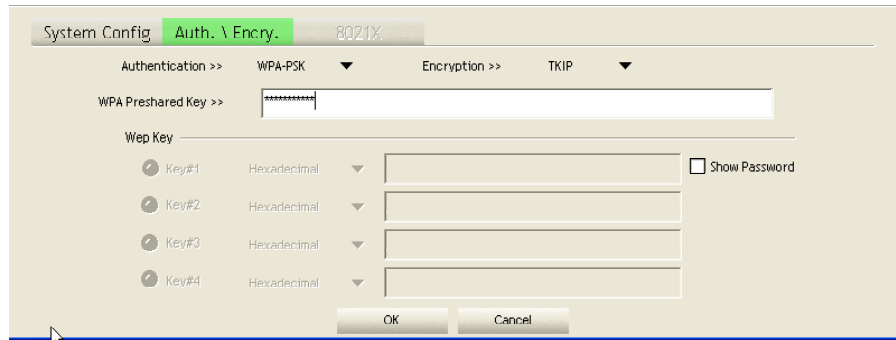 System Config Auth. \ Encry. 8021X
Authentication >> WPA-PSK Encryption >> TKIP
WPA Preshared Key >> ***********
Wep Key
Key#1 Hexadecimal Show Password
Key#2 Hexadecimal
Key#3 Hexadecimal
Key#4 Hexadecimal
OK Cancel